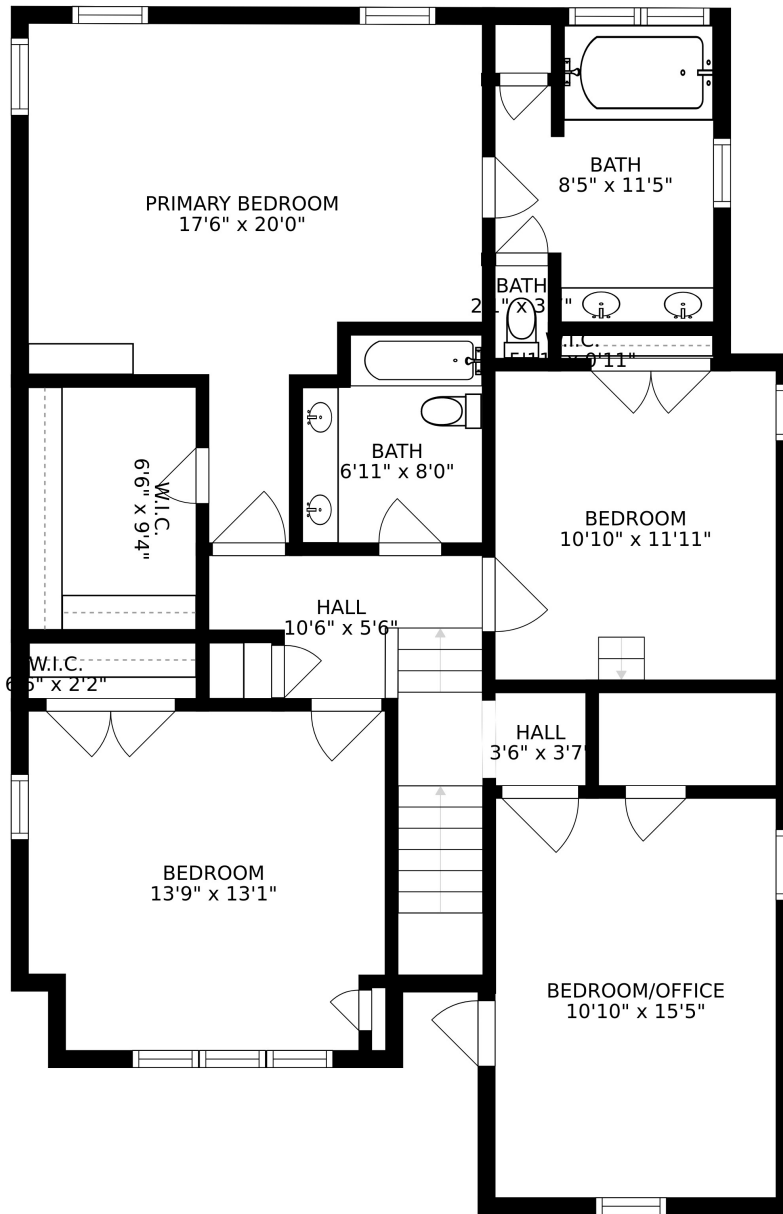 BATH
8'5" x 11'5"
PRIMARY BEDROOM
17'6" x 20'0"
BATH
W.I.C.
BATH
6'11" x 8'0"
W.I.C.
6'6" x 9'4"
BEDROOM
10'10" x 11'11"
HALL
10'6" x 5'6"
W.I.C.
x 2'2"
HALL
3'6" x 3'7"
BEDROOM
13'9" x 13'1"
BEDROOM/OFFICE
10'10" x 15'5"